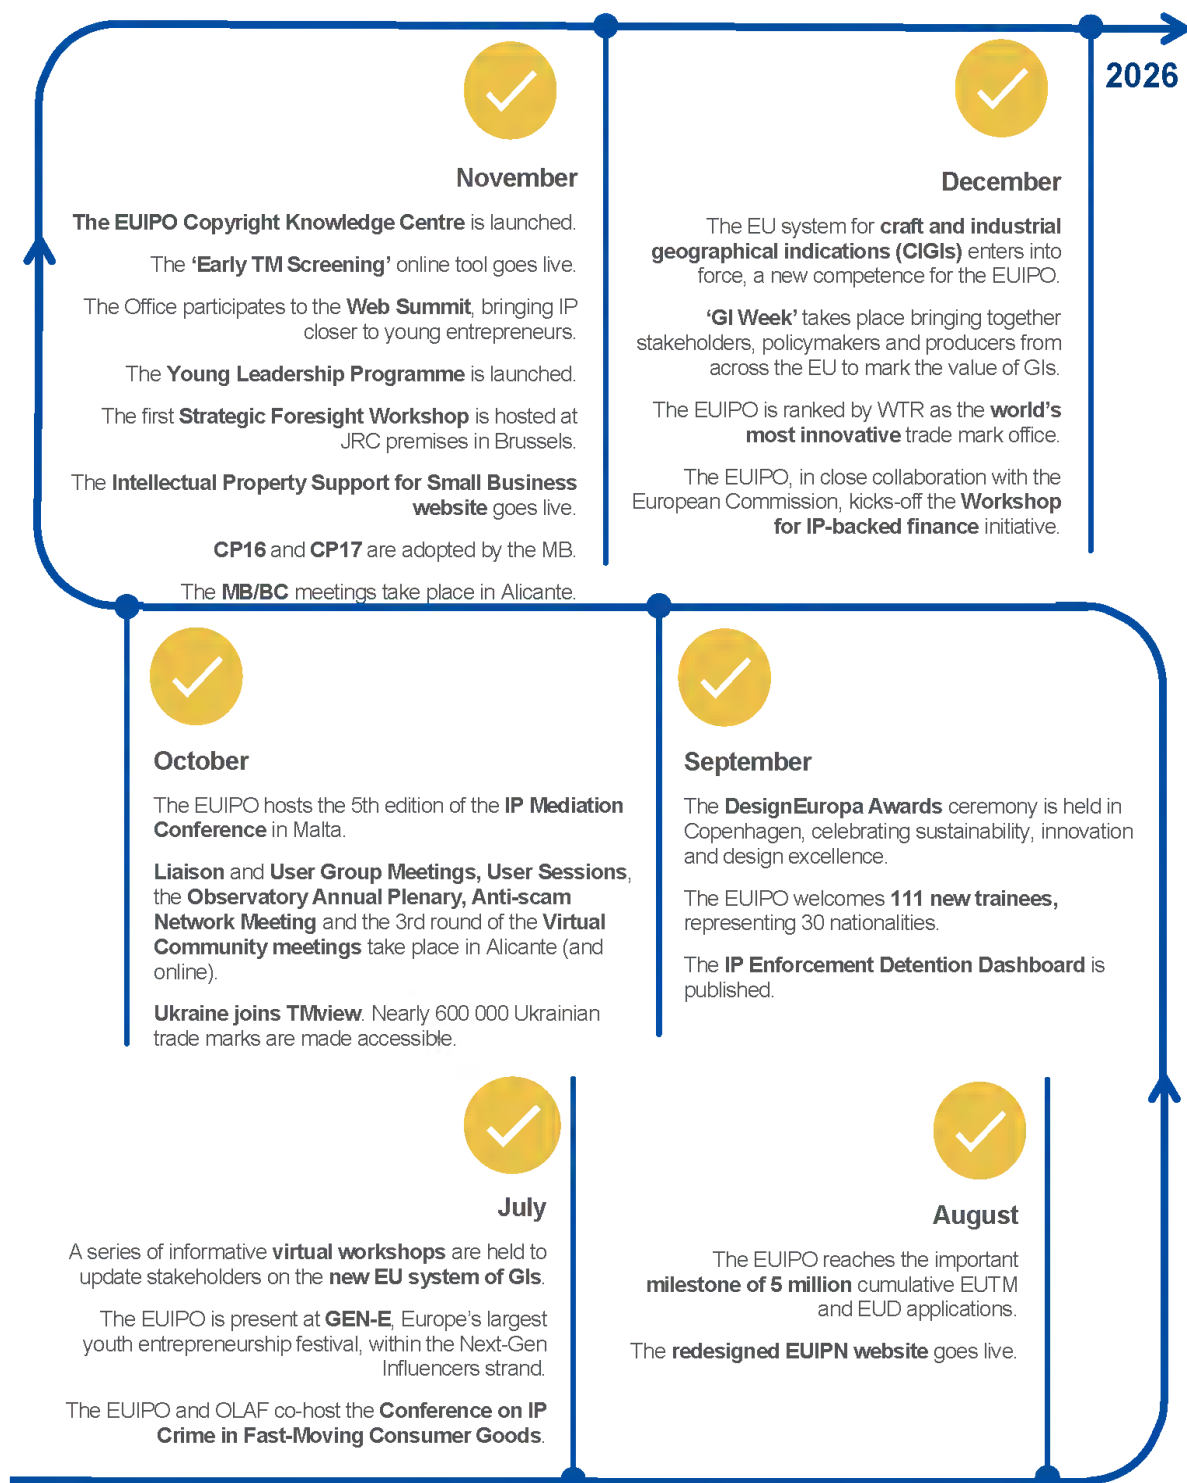 2026
November
The EUIPO Copyright Knowledge Centre is launched.
The ‘Early TM Screening’ online tool goes live.
The Office participates to the Web Summit, bringing IP
closer to young entrepreneurs.
The Young Leadership Programme is launched.
The first Strategic Foresight Workshop is hosted at
JRC premises in Brussels.
The Intellectual Property Support for Small Business
website goes live.
CP16 and CP17 are adopted by the MB.
The MB/BC meetings take place in Alicante.
December
The EU system for craft and industrial
geographical indications (CIGIs) enters into
force, a new competence for the EUIPO.
‘GI Week’ takes place bringing together
stakeholders, policymakers and producers from
across the EU to mark the value of GIs.
The EUIPO is ranked by WTR as the world’s
most innovative trade mark office.
The EUIPO, in close collaboration with the
European Commission, kicks-off the Workshop
for IP-backed finance initiative.
October
The EUIPO hosts the 5th edition of the IP Mediation
Conference in Malta.
Liaison and User Group Meetings, User Sessions,
the Observatory Annual Plenary, Anti-scam
Network Meeting and the 3rd round of the Virtual
Community meetings take place in Alicante (and
online).
Ukraine joins TMview. Nearly 600 000 Ukrainian
trade marks are made accessible.
September
The DesignEuropa Awards ceremony is held in
Copenhagen, celebrating sustainability, innovation
and design excellence.
The EUIPO welcomes 111 new trainees,
representing 30 nationalities.
The IP Enforcement Detention Dashboard is
published.
July
A series of informative virtual workshops are held to
update stakeholders on the new EU system of GIs.
The EUIPO is present at GEN-E, Europe’s largest
youth entrepreneurship festival, within the Next-Gen
Influencers strand.
The EUIPO and OLAF co-host the Conference on IP
Crime in Fast-Moving Consumer Goods.
August
The EUIPO reaches the important
milestone of 5 million cumulative EUTM
and EUD applications.
The redesigned EUIPN website goes live.